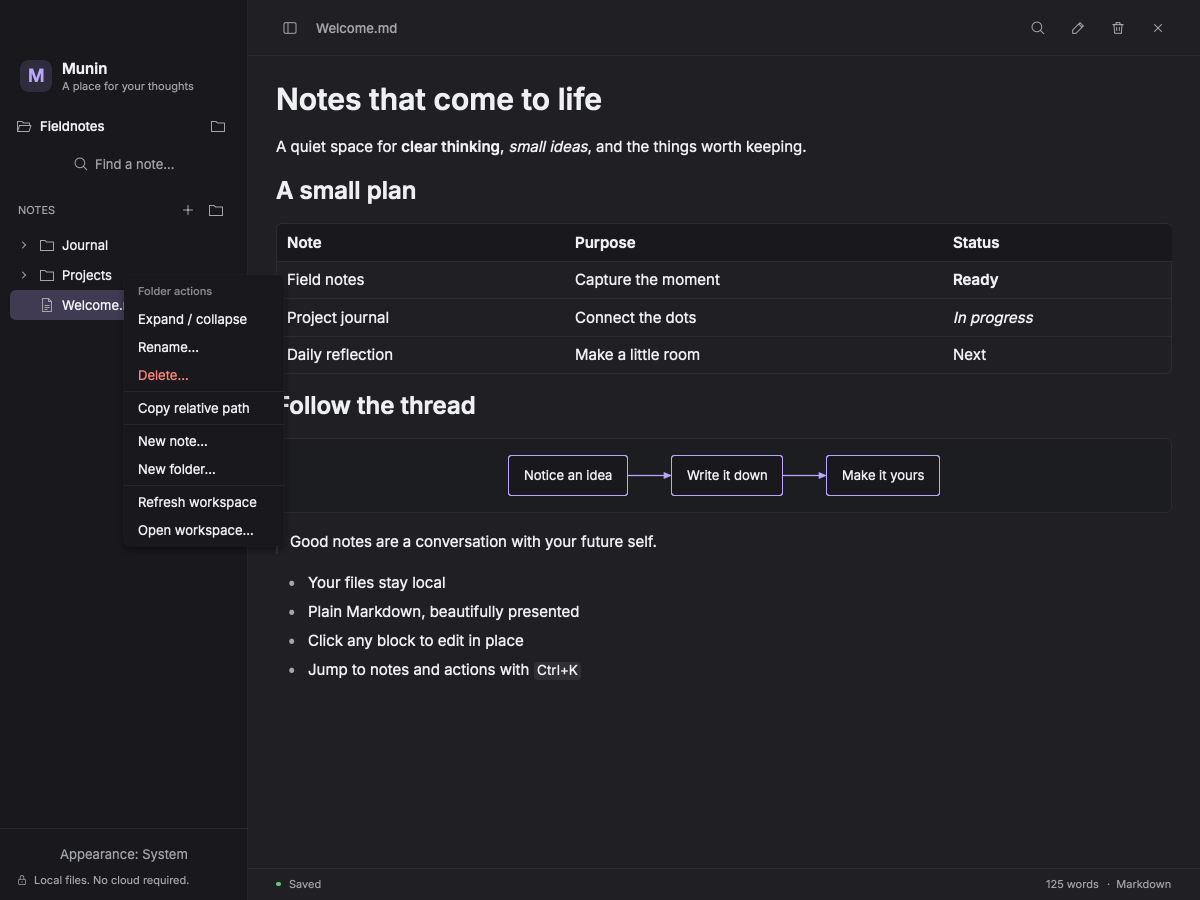 Welcome.md
M
Munin
A place for your thoughts
Fieldnotes
Find a note...
NOTES
Journal
Projects
Welcome.
Folder actions
Expand / collapse
Rename...
Delete...
Copy relative path
New note...
New folder...
Refresh workspace
Open workspace...
Appearance: System
Local files. No cloud required.
Notes that come to life
A quiet space for clear thinking, small ideas, and the things worth keeping.
A small plan
Note Purpose Status
Field notes Capture the moment Ready
Project journal Connect the dots In progress
Daily reflection Make a little room Next
Follow the thread
Notice an idea Write it down Make it yours
Good notes are a conversation with your future self.
Your files stay local
Plain Markdown, beautifully presented
Click any block to edit in place
Jump to notes and actions with Ctrl+K
Saved
125 words · Markdown